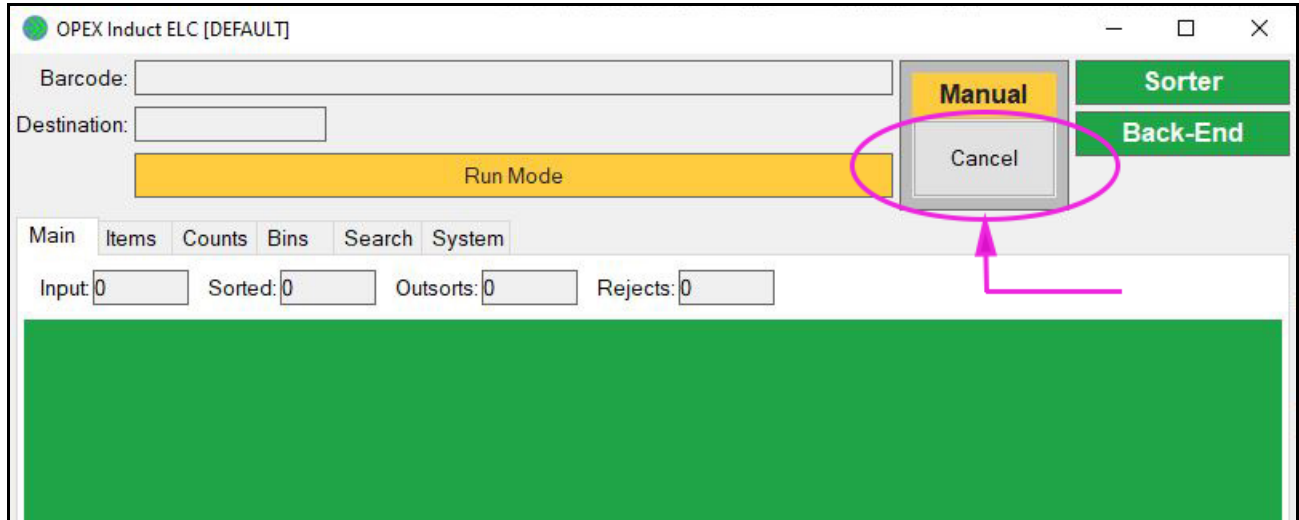 OPEX Induct ELC [DEFAULT]
Barcode:
Manual
Sorter
Destination:
Back-End
Run Mode
Cancel
Main Items Counts Bins Search System
Input: 0 Sorted: 0 Outsorts: 0 Rejects: 0